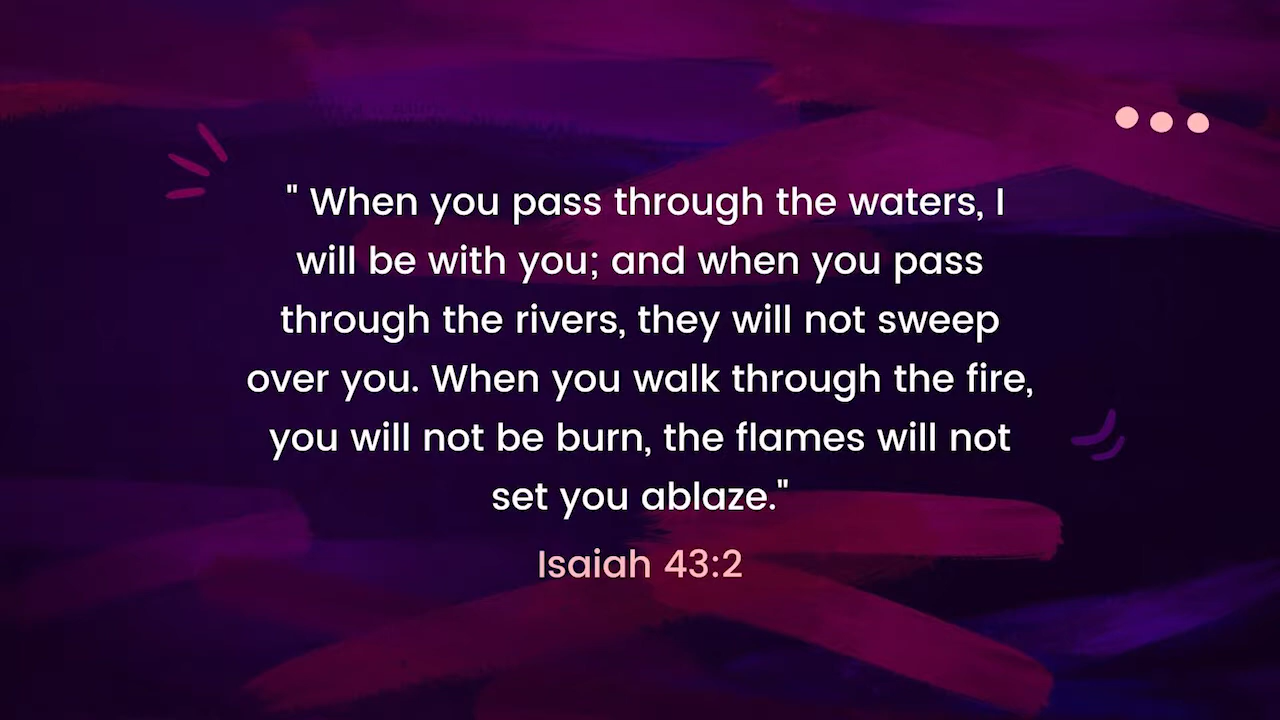 " When you pass through the waters, I
will be with you; and when you pass
through the rivers, they will not sweep
over you. When you walk through the fire,
you will not be burn, the flames will not
set you ablaze."
Isaiah 43:2